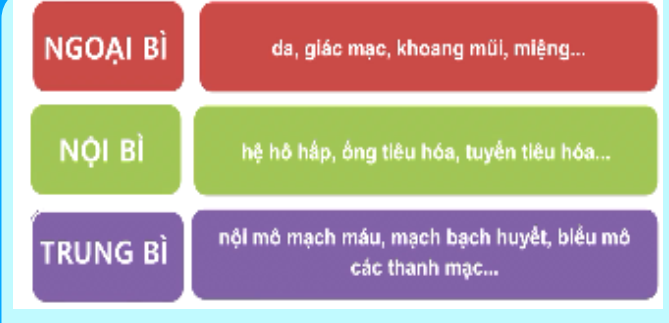 NGOẠI BÌ
da, giác mạc, khoang mũi, miệng...
NỘI BÌ
hệ hô hấp, ống tiêu hóa, tuyến tiêu hóa...
TRUNG BÌ
nội mô mạch máu, mạch bạch huyết, biểu mô
các thanh mạc...